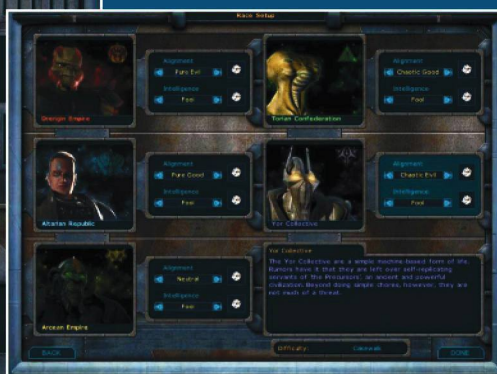 Race Setup
Drengin Empire
Alignment
Pure Evil
Intelligence
Fool
Torian Confederation
Alignment
Chaotic Good
Intelligence
Fool
Altarian Republic
Alignment
Pure Good
Intelligence
Fool
Yor Collective
Alignment
Chaotic Evil
Intelligence
Fool
Arcean Empire
Alignment
Neutral
Intelligence
Fool
Yor Collective
The Yor Collective are a simple machine-based form of life.
Rumors have it that they are left over self-replicating
servants of the Precursors; an ancient and powerful
civilization. Beyond doing simple chores, however, they are
not much of a threat.
BACK
Difficulty:
Cakewalk
DONE